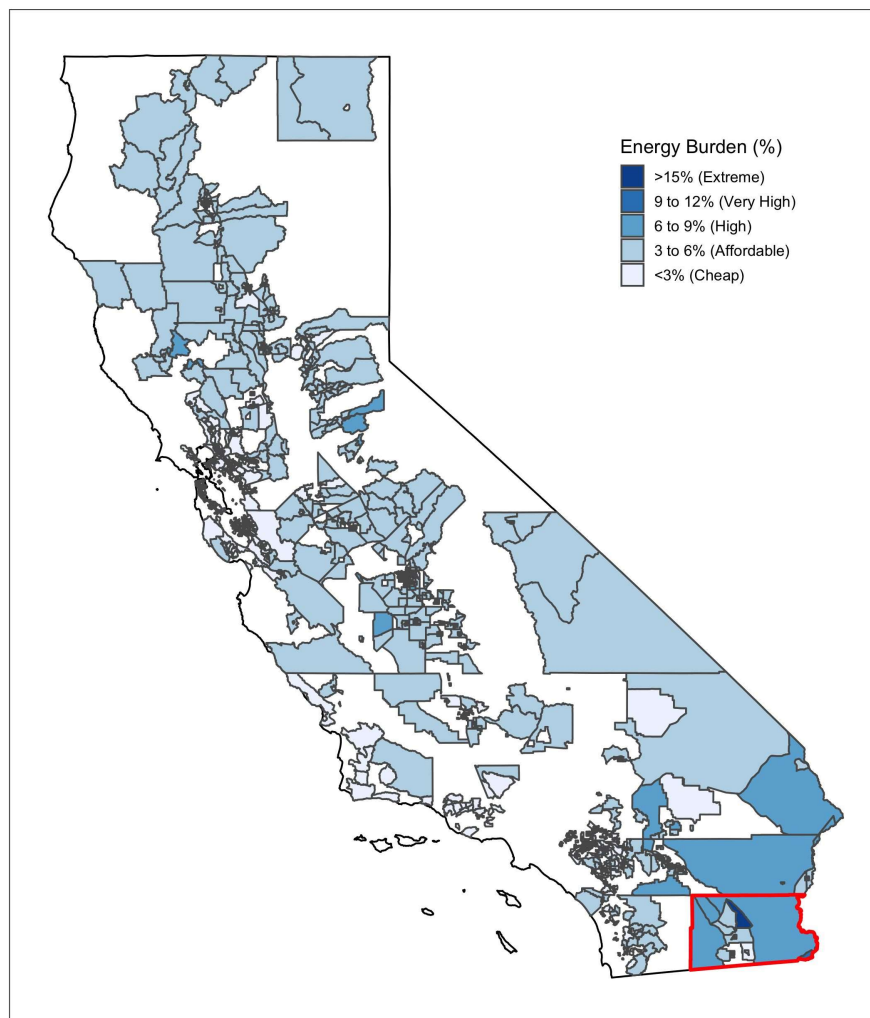 Energy Burden (%)
>15% (Extreme)
9 to 12% (Very High)
6 to 9% (High)
3 to 6% (Affordable)
<3% (Cheap)